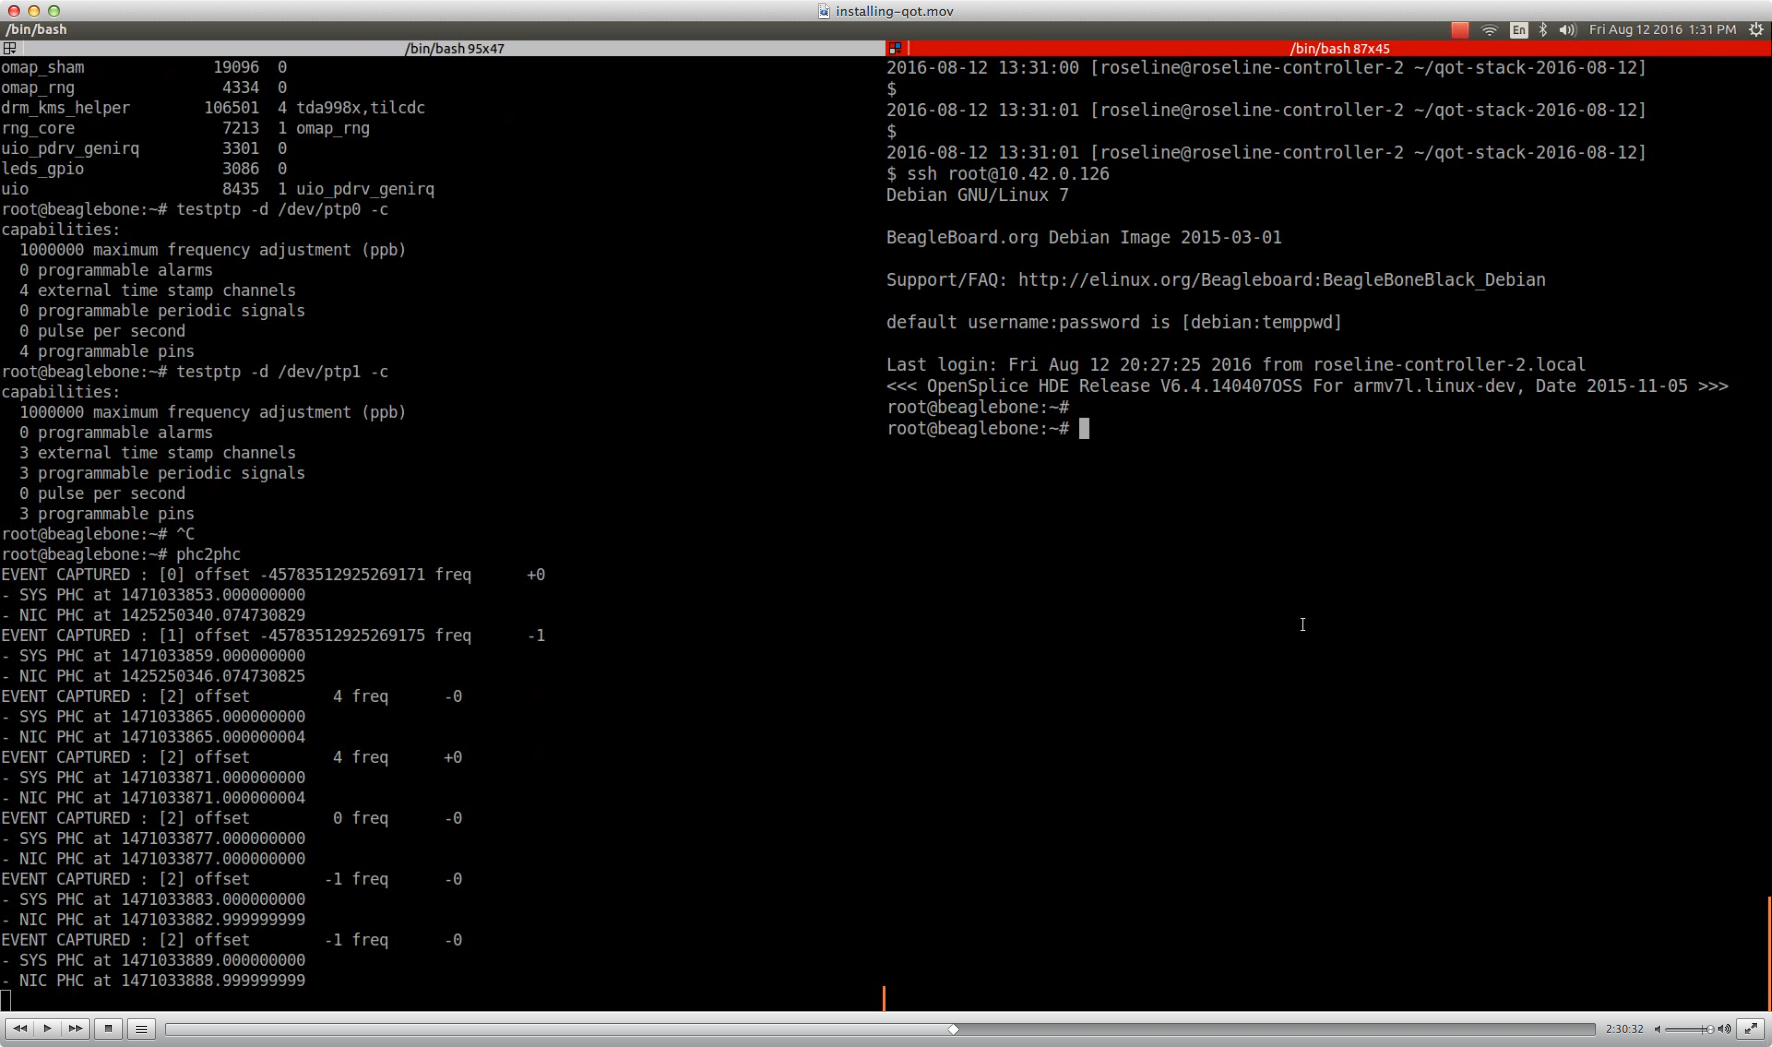 installing-qot.mov
/bin/bash
En
Fri Aug 12 2016 1:31 PM
/bin/bash 95x47
omap_sham 19096 0
omap_rng 4334 0
drm_kms_helper 106501 4 tda998x,tilcdc
rng_core 7213 1 omap_rng
uio_pdrv_genirq 3301 0
leds_gpio 3086 0
uio 8435 1 uio_pdrv_genirq
root@beaglebone:~# testptp -d /dev/ptp0 -c
capabilities:
1000000 maximum frequency adjustment (ppb)
0 programmable alarms
4 external time stamp channels
0 programmable periodic signals
0 pulse per second
4 programmable pins
root@beaglebone:~# testptp -d /dev/ptp1 -c
capabilities:
1000000 maximum frequency adjustment (ppb)
0 programmable alarms
3 external time stamp channels
3 programmable periodic signals
0 pulse per second
3 programmable pins
root@beaglebone:~# ^C
root@beaglebone:~# phc2phc
EVENT CAPTURED : [0] offset -45783512925269171 freq +0
- SYS PHC at 1471033853.000000000
- NIC PHC at 1425250340.074730829
EVENT CAPTURED : [1] offset -45783512925269175 freq -1
- SYS PHC at 1471033859.000000000
- NIC PHC at 1425250346.074730825
EVENT CAPTURED : [2] offset 4 freq -0
- SYS PHC at 1471033865.000000000
- NIC PHC at 1471033865.000000004
EVENT CAPTURED : [2] offset 4 freq +0
- SYS PHC at 1471033871.000000000
- NIC PHC at 1471033871.000000004
EVENT CAPTURED : [2] offset 0 freq -0
- SYS PHC at 1471033877.000000000
- NIC PHC at 1471033877.000000000
EVENT CAPTURED : [2] offset -1 freq -0
- SYS PHC at 1471033883.000000000
- NIC PHC at 1471033882.999999999
EVENT CAPTURED : [2] offset -1 freq -0
- SYS PHC at 1471033889.000000000
- NIC PHC at 1471033888.999999999
/bin/bash 87x45
2016-08-12 13:31:00 [roseline@roseline-controller-2 ~/qot-stack-2016-08-12]
$
2016-08-12 13:31:01 [roseline@roseline-controller-2 ~/qot-stack-2016-08-12]
$
2016-08-12 13:31:01 [roseline@roseline-controller-2 ~/qot-stack-2016-08-12]
$ ssh root@10.42.0.126
Debian GNU/Linux 7
BeagleBoard.org Debian Image 2015-03-01
Support/FAQ: http://elinux.org/Beagleboard:BeagleBoneBlack_Debian
default username:password is [debian:temppwd]
Last login: Fri Aug 12 20:27:25 2016 from roseline-controller-2.local
<<< OpenSplice HDE Release V6.4.140407OSS For armv7l.linux-dev, Date 2015-11-05 >>>
root@beaglebone:~#
root@beaglebone:~#
2:30:32